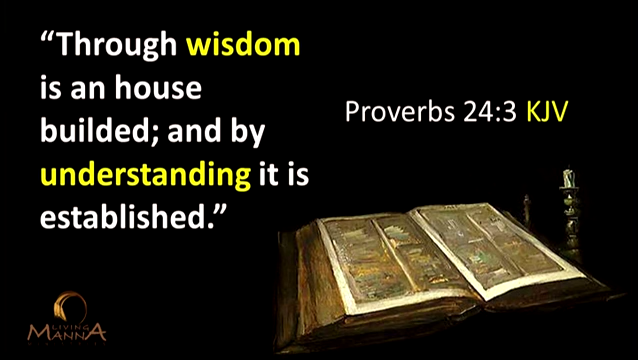 “Through wisdom
is an house
builded; and by
understanding it is
established.”
Proverbs 24:3 KJV
LIVING
MANNA